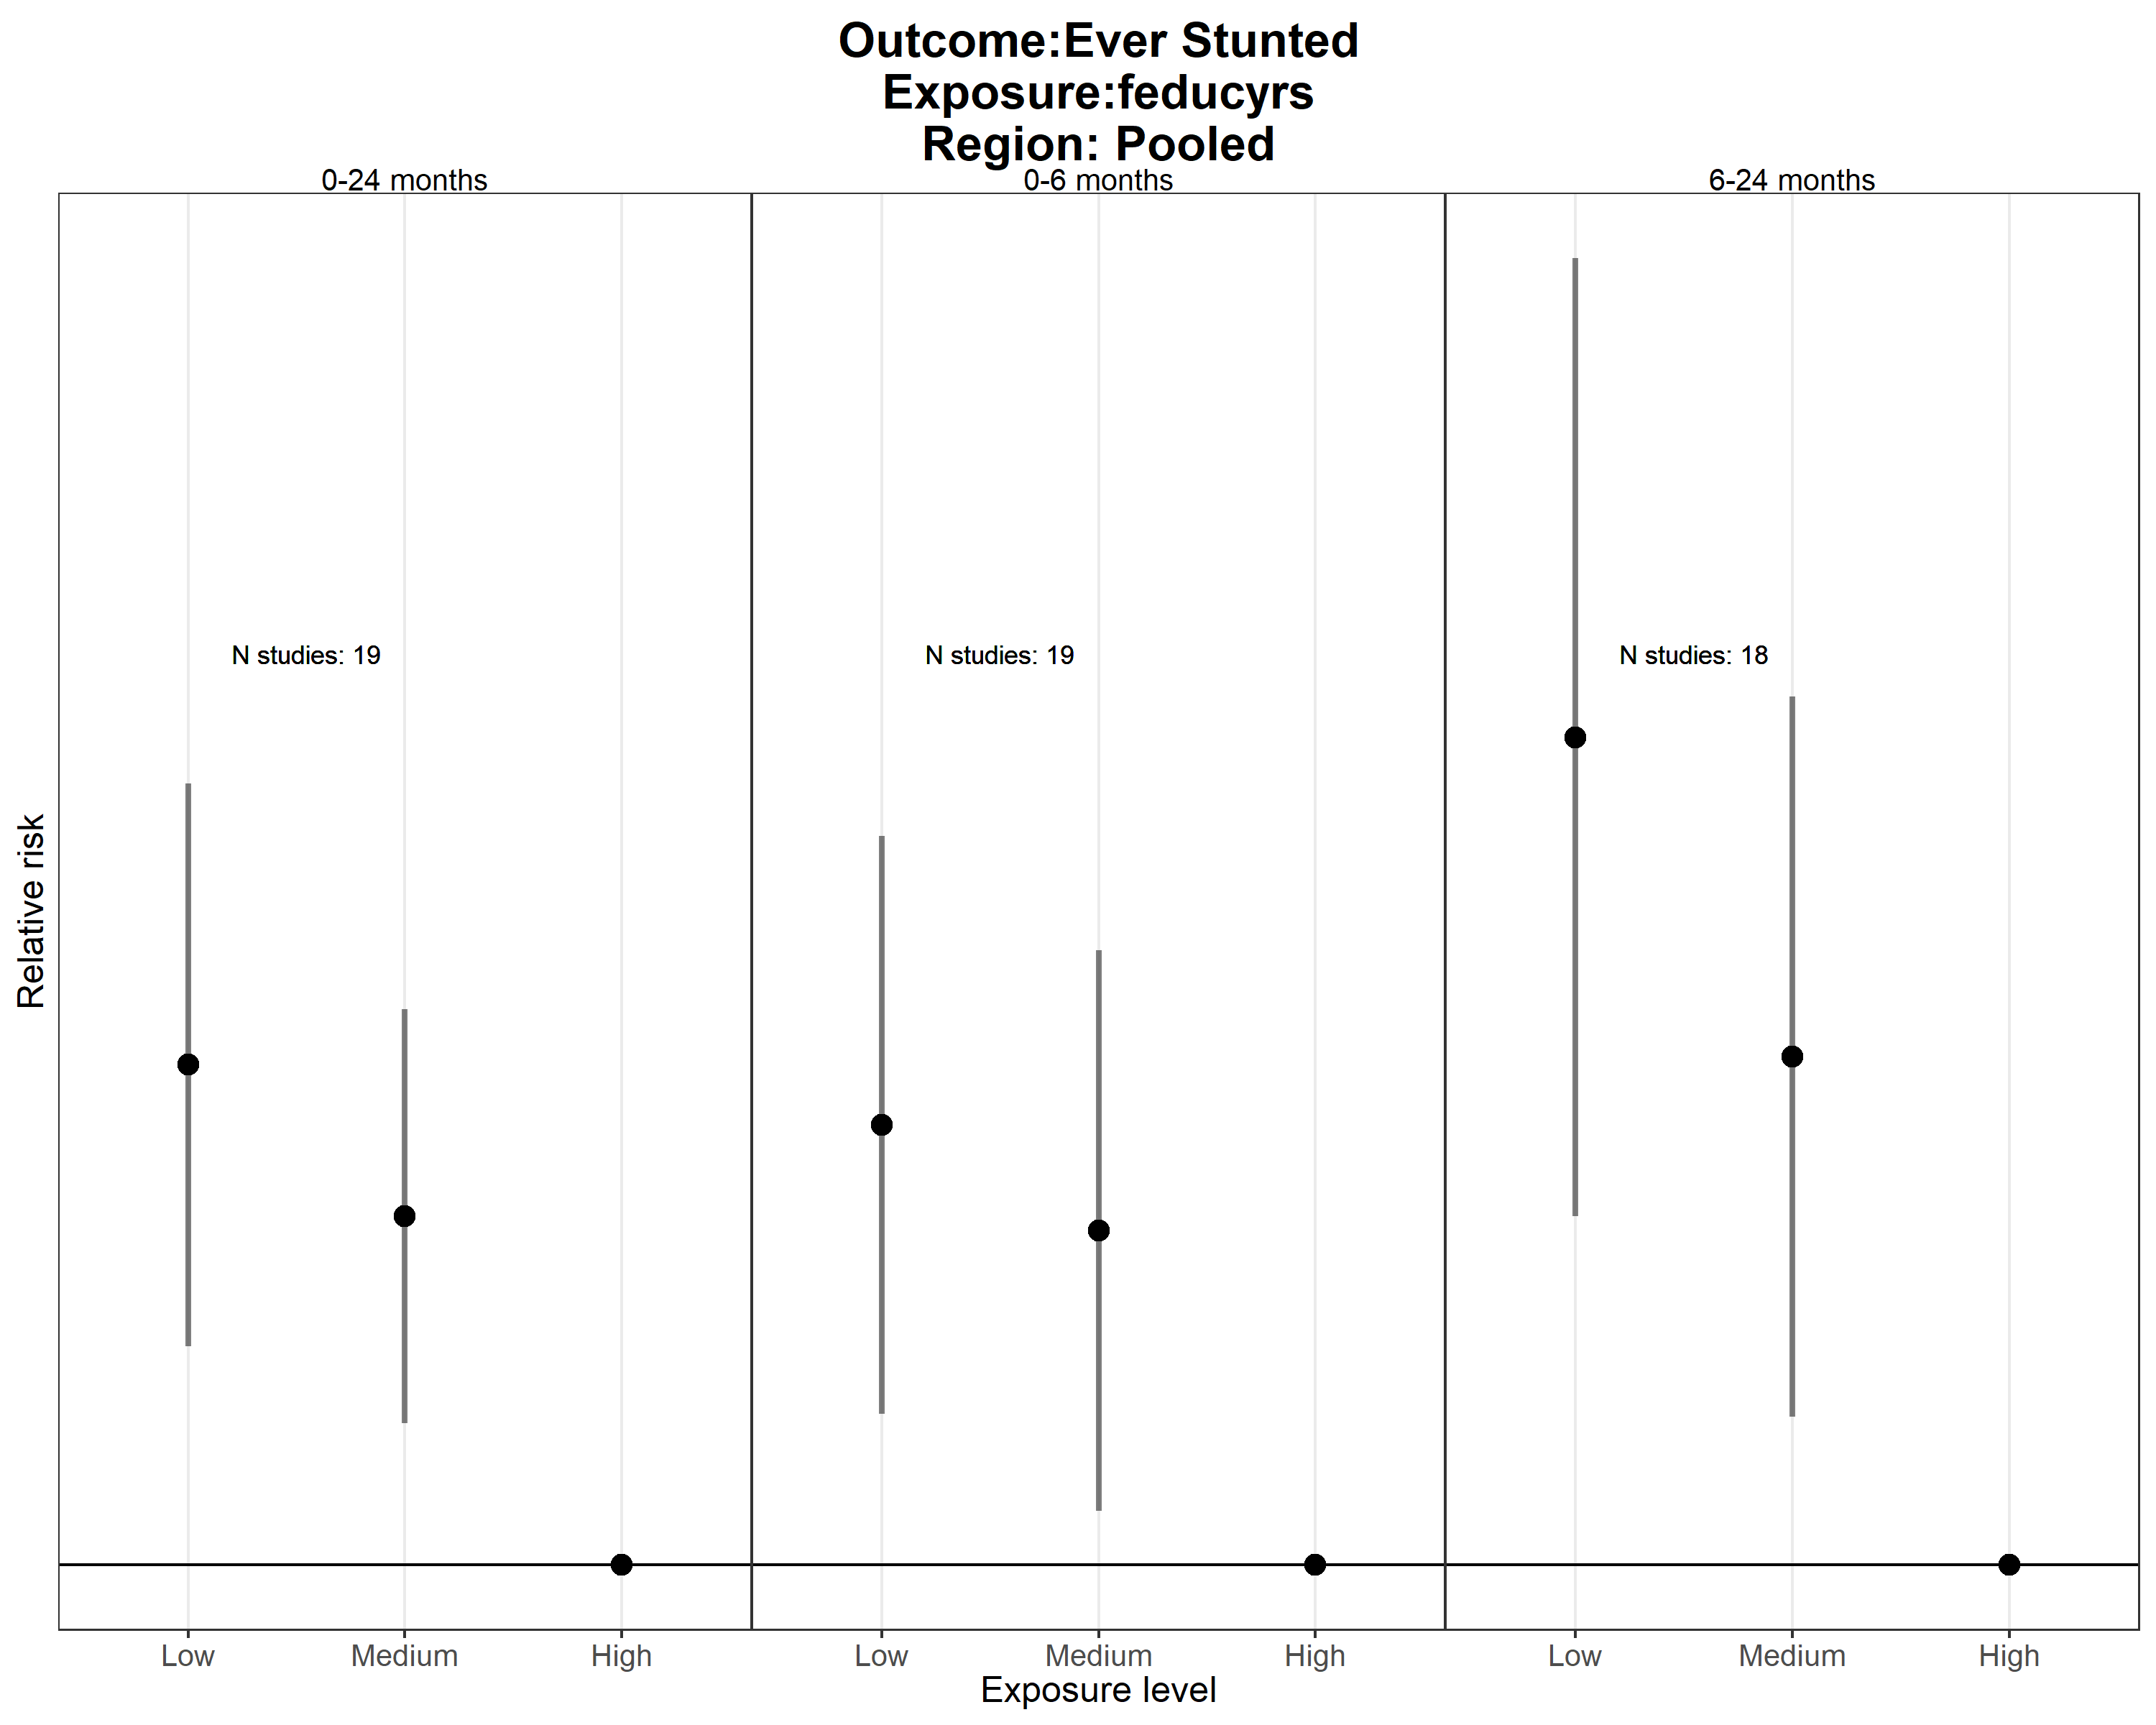 Outcome:Ever Stunted
Exposure:feducyrs
Region: Pooled
0-24 months
0-6 months
6-24 months
N studies: 19
N studies: 19
N studies: 18
Relative risk
Low
Medium
High
Low
Medium
High
Low
Medium
High
Exposure level